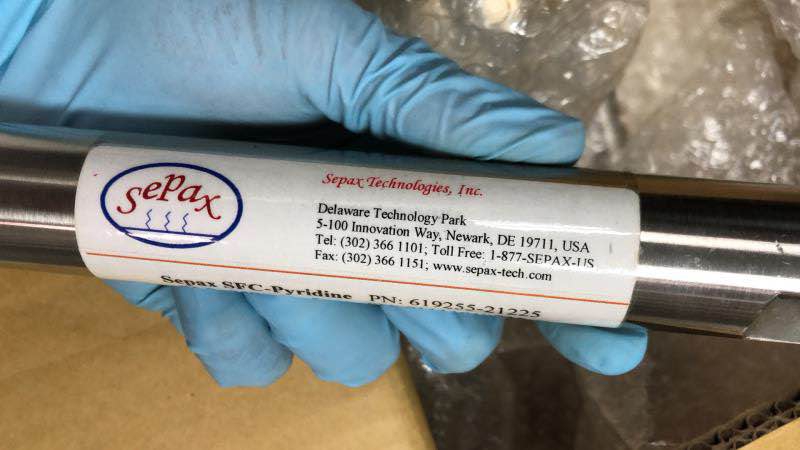 sepax
Sepax Technologies, Inc.
Delaware Technology Park
5-100 Innovation Way, Newark, DE 19711, USA
Tel: (302) 366 1101; Toll Free: 1-877-SEPAX-US
Fax: (302) 366 1151; www.sepax-tech.com
Sepax SFC-Pyridine PN: 619255-21225